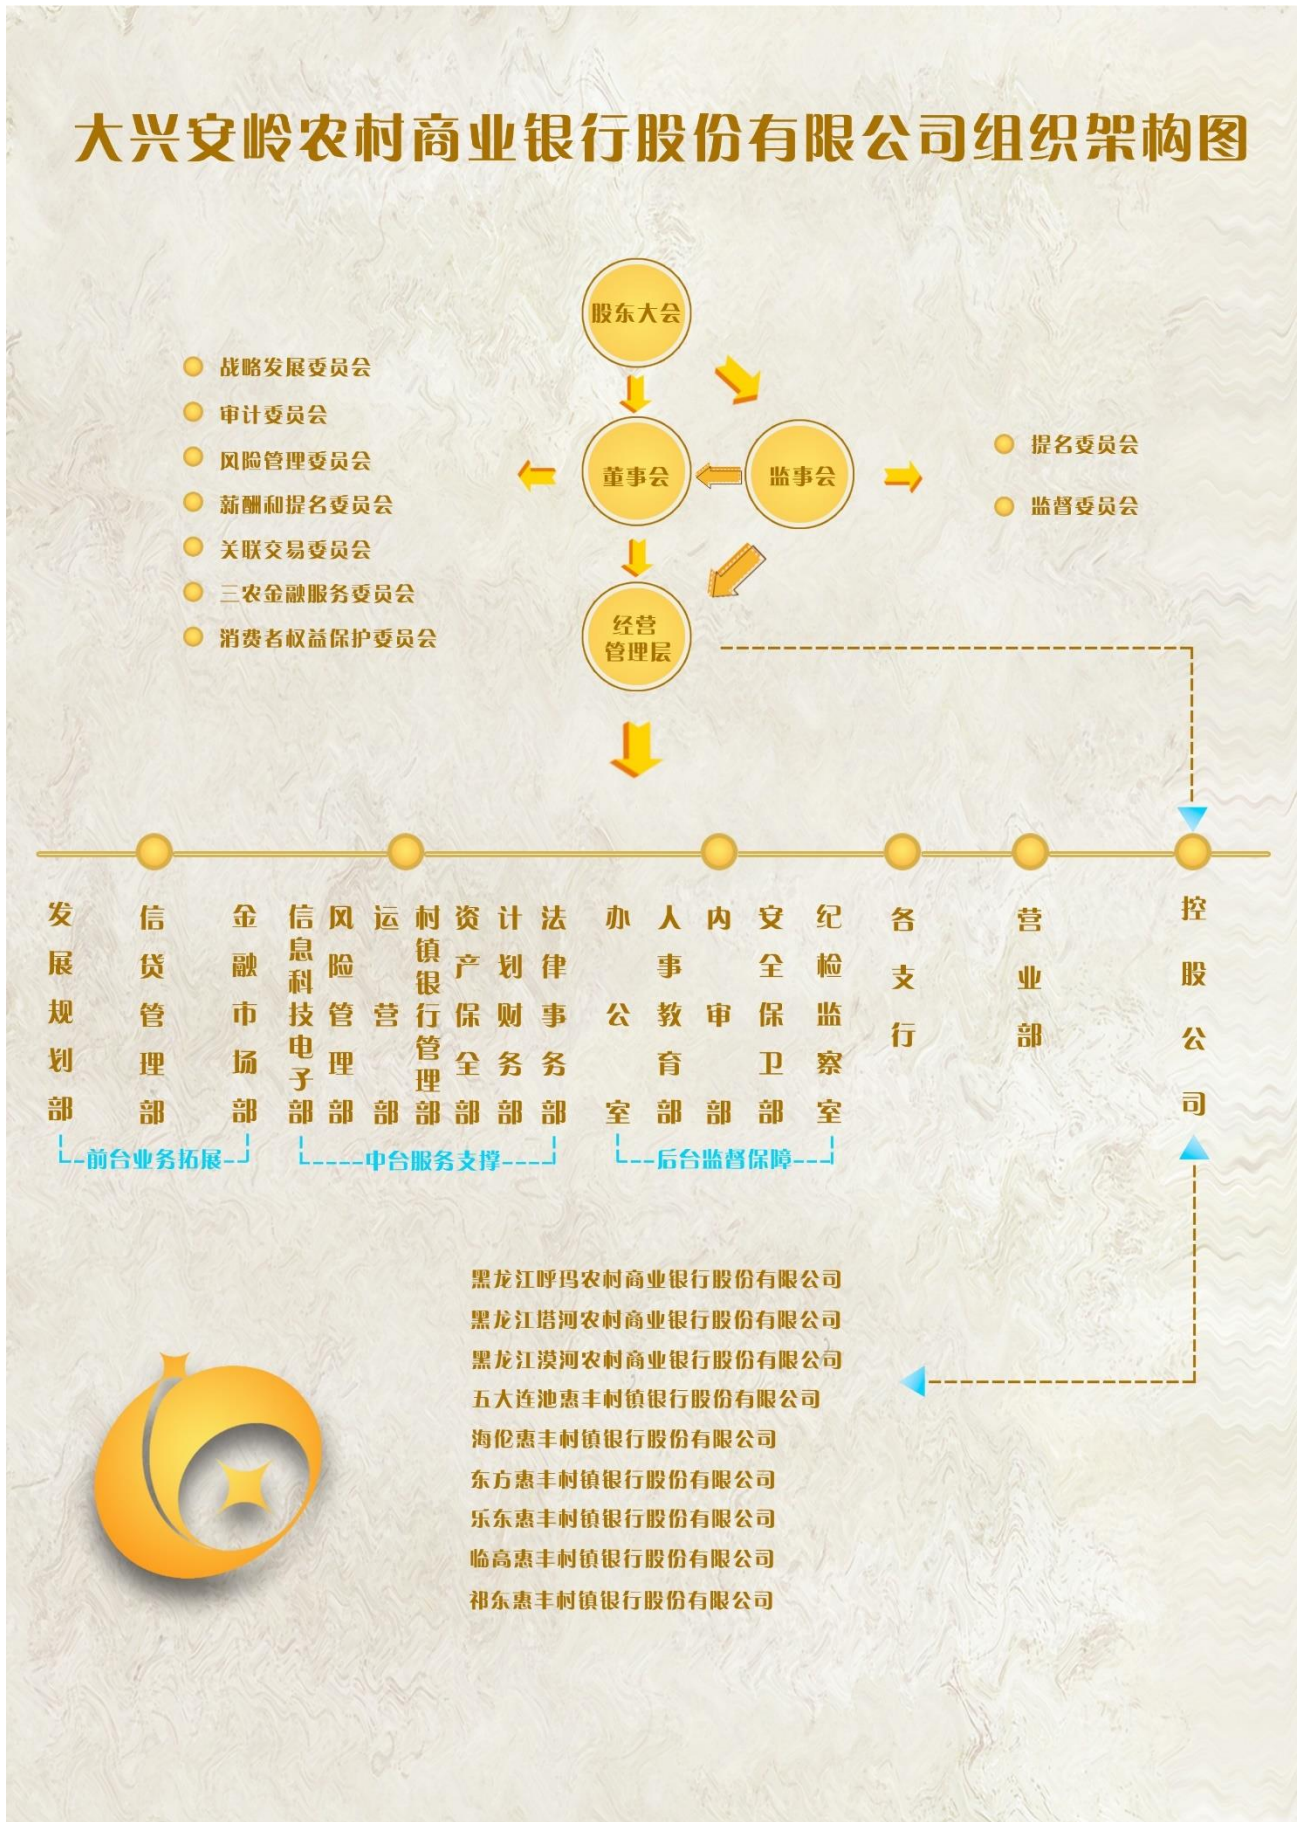 大兴安岭农村商业银行股份有限公司组织架构图
股东大会
战略发展委员会
审计委员会
风险管理委员会
薪酬和提名委员会
关联交易委员会
三农金融服务委员会
消费者权益保护委员会
董事会
监事会
提名委员会
监督委员会
经营
管理层
发展规划部
信贷管理部
金融市场部
信息科技电子部
风险管理部
运营部
村镇银行管理部
资产保全部
计划财务部
法律事务部
办公室
人事教育部
内审部
安全保卫部
纪检监察室
各支行
营业部
控股公司
前台业务拓展
中台服务支撑
后台监督保障
黑龙江呼玛农村商业银行股份有限公司
黑龙江塔河农村商业银行股份有限公司
黑龙江漠河农村商业银行股份有限公司
五大连池惠丰村镇银行股份有限公司
海伦惠丰村镇银行股份有限公司
东方惠丰村镇银行股份有限公司
乐东惠丰村镇银行股份有限公司
临高惠丰村镇银行股份有限公司
祁东惠丰村镇银行股份有限公司